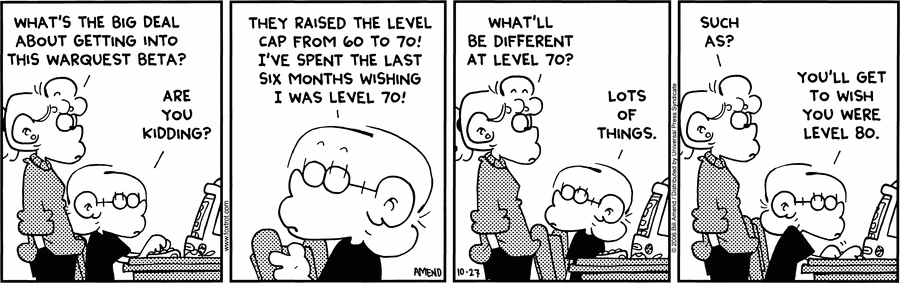 WHAT'S THE BIG DEAL
ABOUT GETTING INTO
THIS WARQUEST BETA?
ARE
YOU
KIDDING?
www.foxtrot.com
THEY RAISED THE LEVEL
CAP FROM 60 TO 70!
I'VE SPENT THE LAST
SIX MONTHS WISHING
I WAS LEVEL 70!
AMEND
WHAT'LL
BE DIFFERENT
AT LEVEL 70?
LOTS
OF
THINGS.
10-27
© 2006 Bill Amend / Distributed by Universal Press Syndicate
SUCH
AS?
YOU'LL GET
TO WISH
YOU WERE
LEVEL 80.